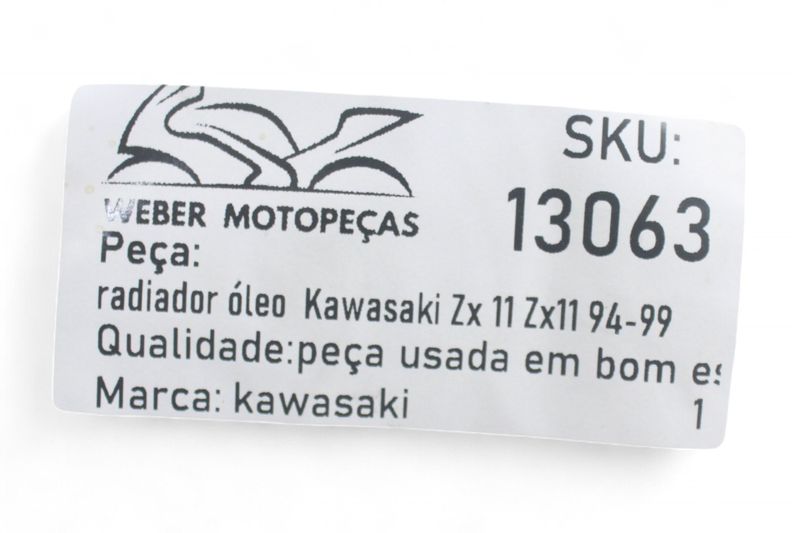 SKU:
13063
WEBER MOTOPEÇAS
Peça:
radiador óleo Kawasaki Zx 11 Zx11 94-99
Qualidade:peça usada em bom
Marca: kawasaki
1